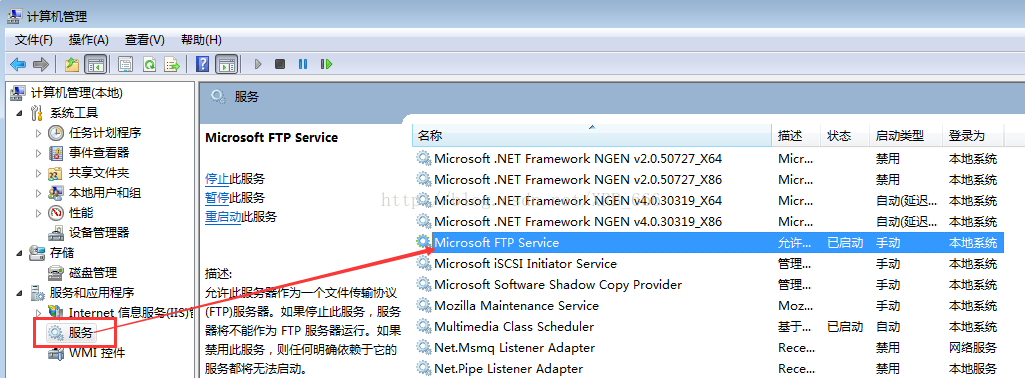 计算机管理
文件(F) 操作(A) 查看(V) 帮助(H)
计算机管理(本地)
系统工具
任务计划程序
事件查看器
共享文件夹
本地用户和组
性能
设备管理器
存储
磁盘管理
服务和应用程序
Internet 信息服务(IIS)管
服务
WMI 控件
服务
Microsoft FTP Service
停止此服务
暂停此服务
重启动此服务
描述:
允许此服务器作为一个文件传输协议
(FTP)服务器。如果停止此服务，服务
器将不能作为 FTP 服务器运行。如果
禁用此服务，则任何明确依赖于它的
服务都将无法启动。
名称 描述 状态 启动类型 登录为
Microsoft .NET Framework NGEN v2.0.50727_X64 Micr... 禁用 本地系统
Microsoft .NET Framework NGEN v2.0.50727_X86 Micr... 禁用 本地系统
Microsoft .NET Framework NGEN v4.0.30319_X64 Micr... 自动(延迟... 本地系统
Microsoft .NET Framework NGEN v4.0.30319_X86 Micr... 自动(延迟... 本地系统
Microsoft FTP Service 允许... 已启动 手动 本地系统
Microsoft iSCSI Initiator Service 管理... 手动 本地系统
Microsoft Software Shadow Copy Provider 管理... 手动 本地系统
Mozilla Maintenance Service Moz... 手动 本地系统
Multimedia Class Scheduler 基于... 已启动 自动 本地系统
Net.Msmq Listener Adapter Rece... 禁用 网络服务
Net.Pipe Listener Adapter Rece... 禁用 本地系统